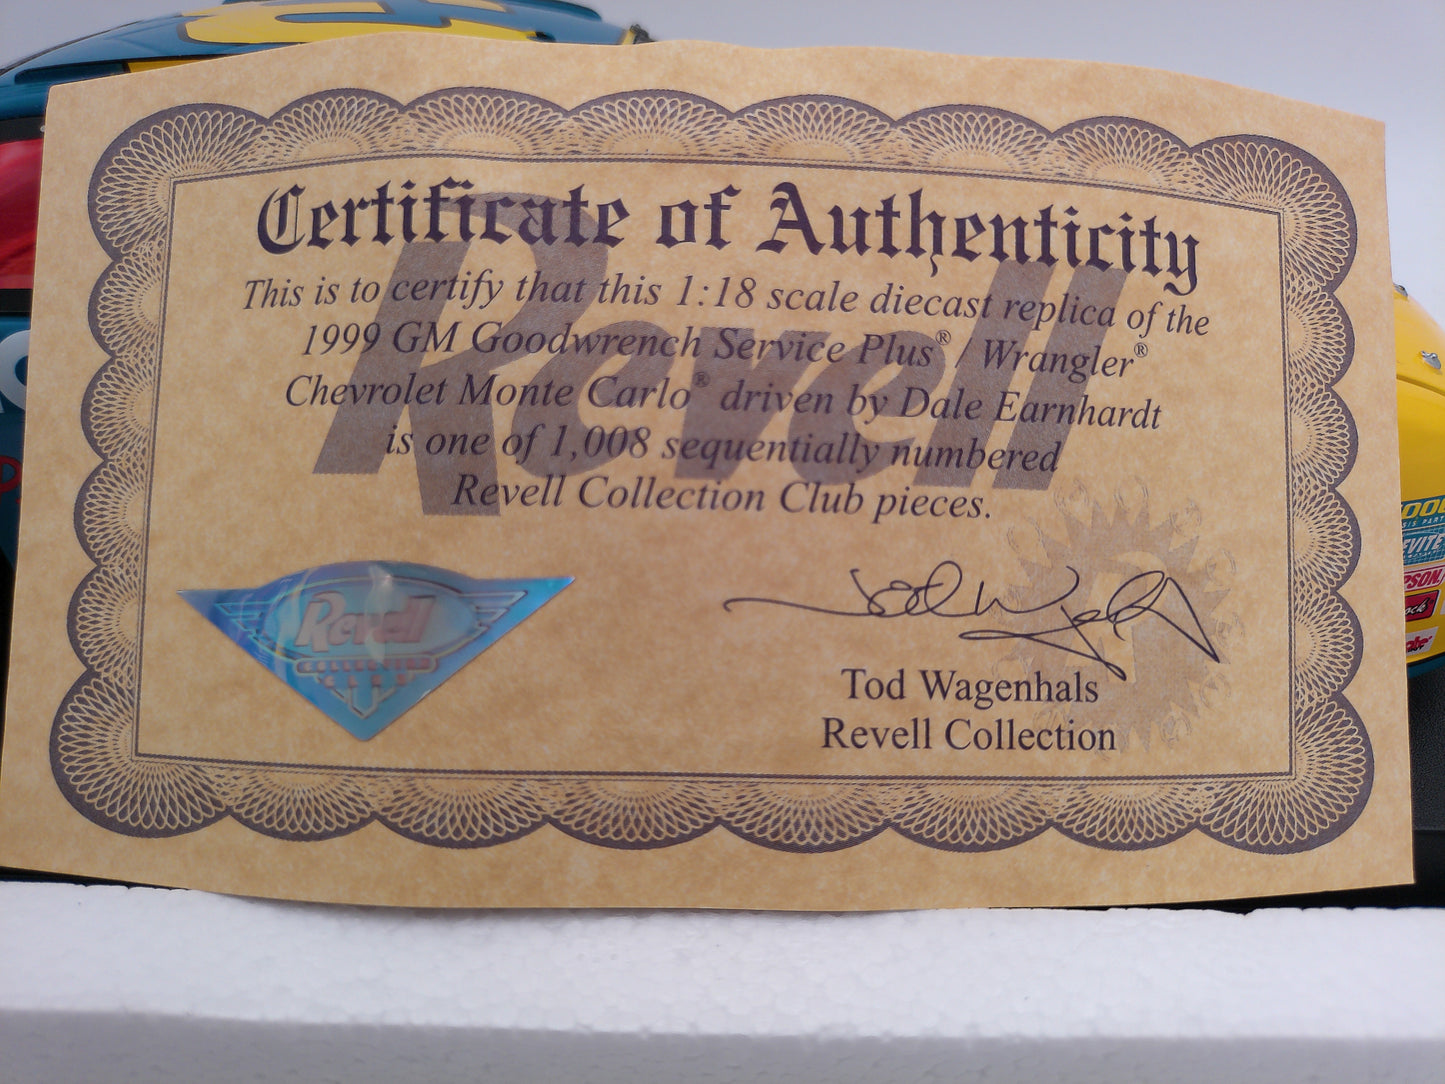 Certificate of Authenticity
Revell
This is to certify that this 1:18 scale diecast replica of the
1999 GM Goodwrench Service Plus® / Wrangler®
Chevrolet Monte Carlo® driven by Dale Earnhardt
is one of 1,008 sequentially numbered
Revell Collection Club pieces.
Revell
COLLECTION
CLUB
Tod Wagenhals
Revell Collection